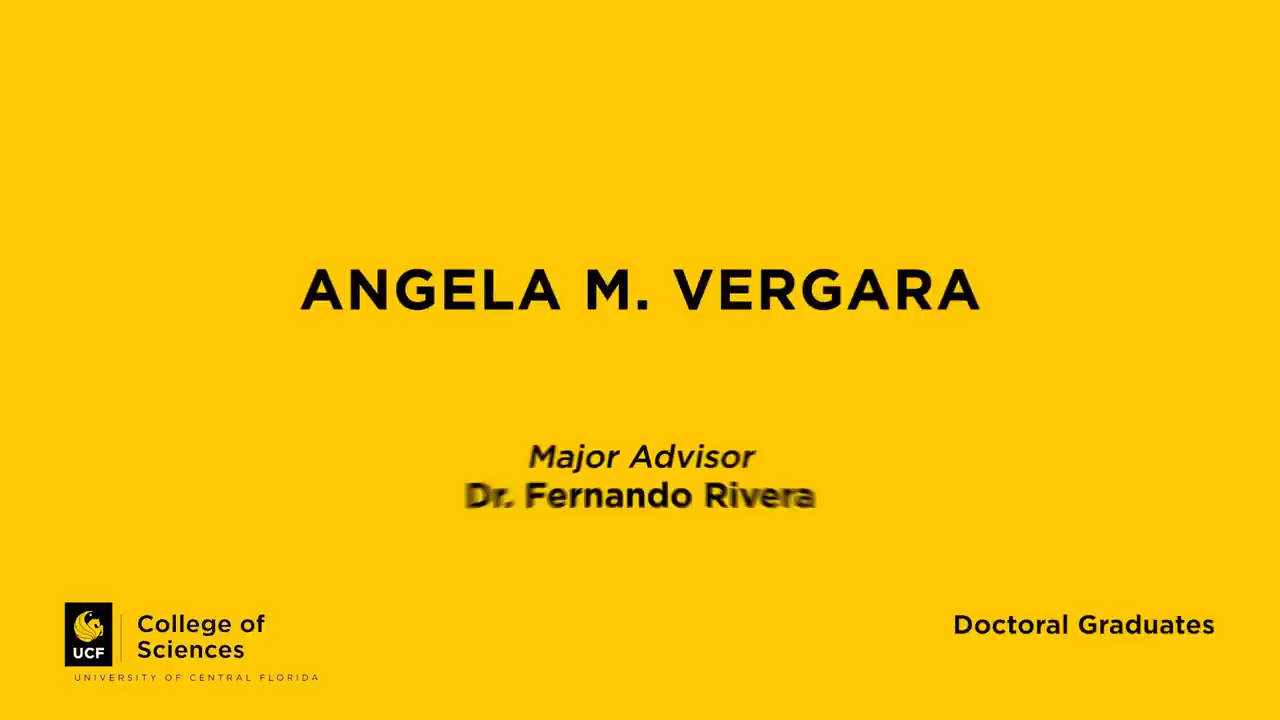 ANGELA M. VERGARA
Major Advisor
Dr. Fernando Rivera
UCF
College of
Sciences
UNIVERSITY OF CENTRAL FLORIDA
Doctoral Graduates